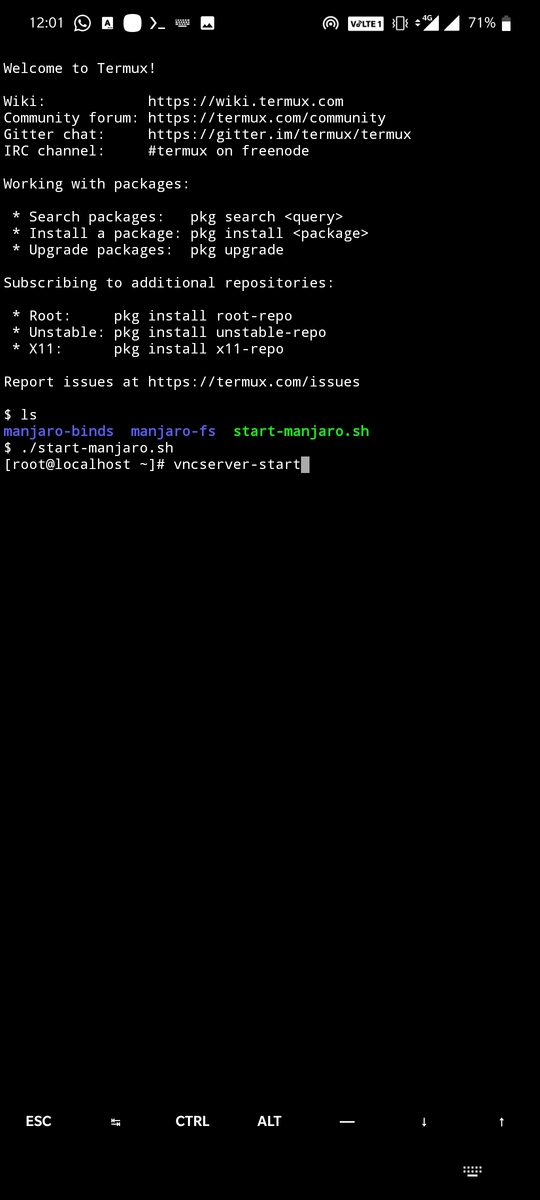 12:01 VoLTE 1 4G 71%
Welcome to Termux!
Wiki: https://wiki.termux.com
Community forum: https://termux.com/community
Gitter chat: https://gitter.im/termux/termux
IRC channel: #termux on freenode
Working with packages:
* Search packages: pkg search <query>
* Install a package: pkg install <package>
* Upgrade packages: pkg upgrade
Subscribing to additional repositories:
* Root: pkg install root-repo
* Unstable: pkg install unstable-repo
* X11: pkg install x11-repo
Report issues at https://termux.com/issues
$ ls
manjaro-binds manjaro-fs start-manjaro.sh
$ ./start-manjaro.sh
[root@localhost ~]# vncserver-start
ESC ↹ CTRL ALT — ↓ ↑